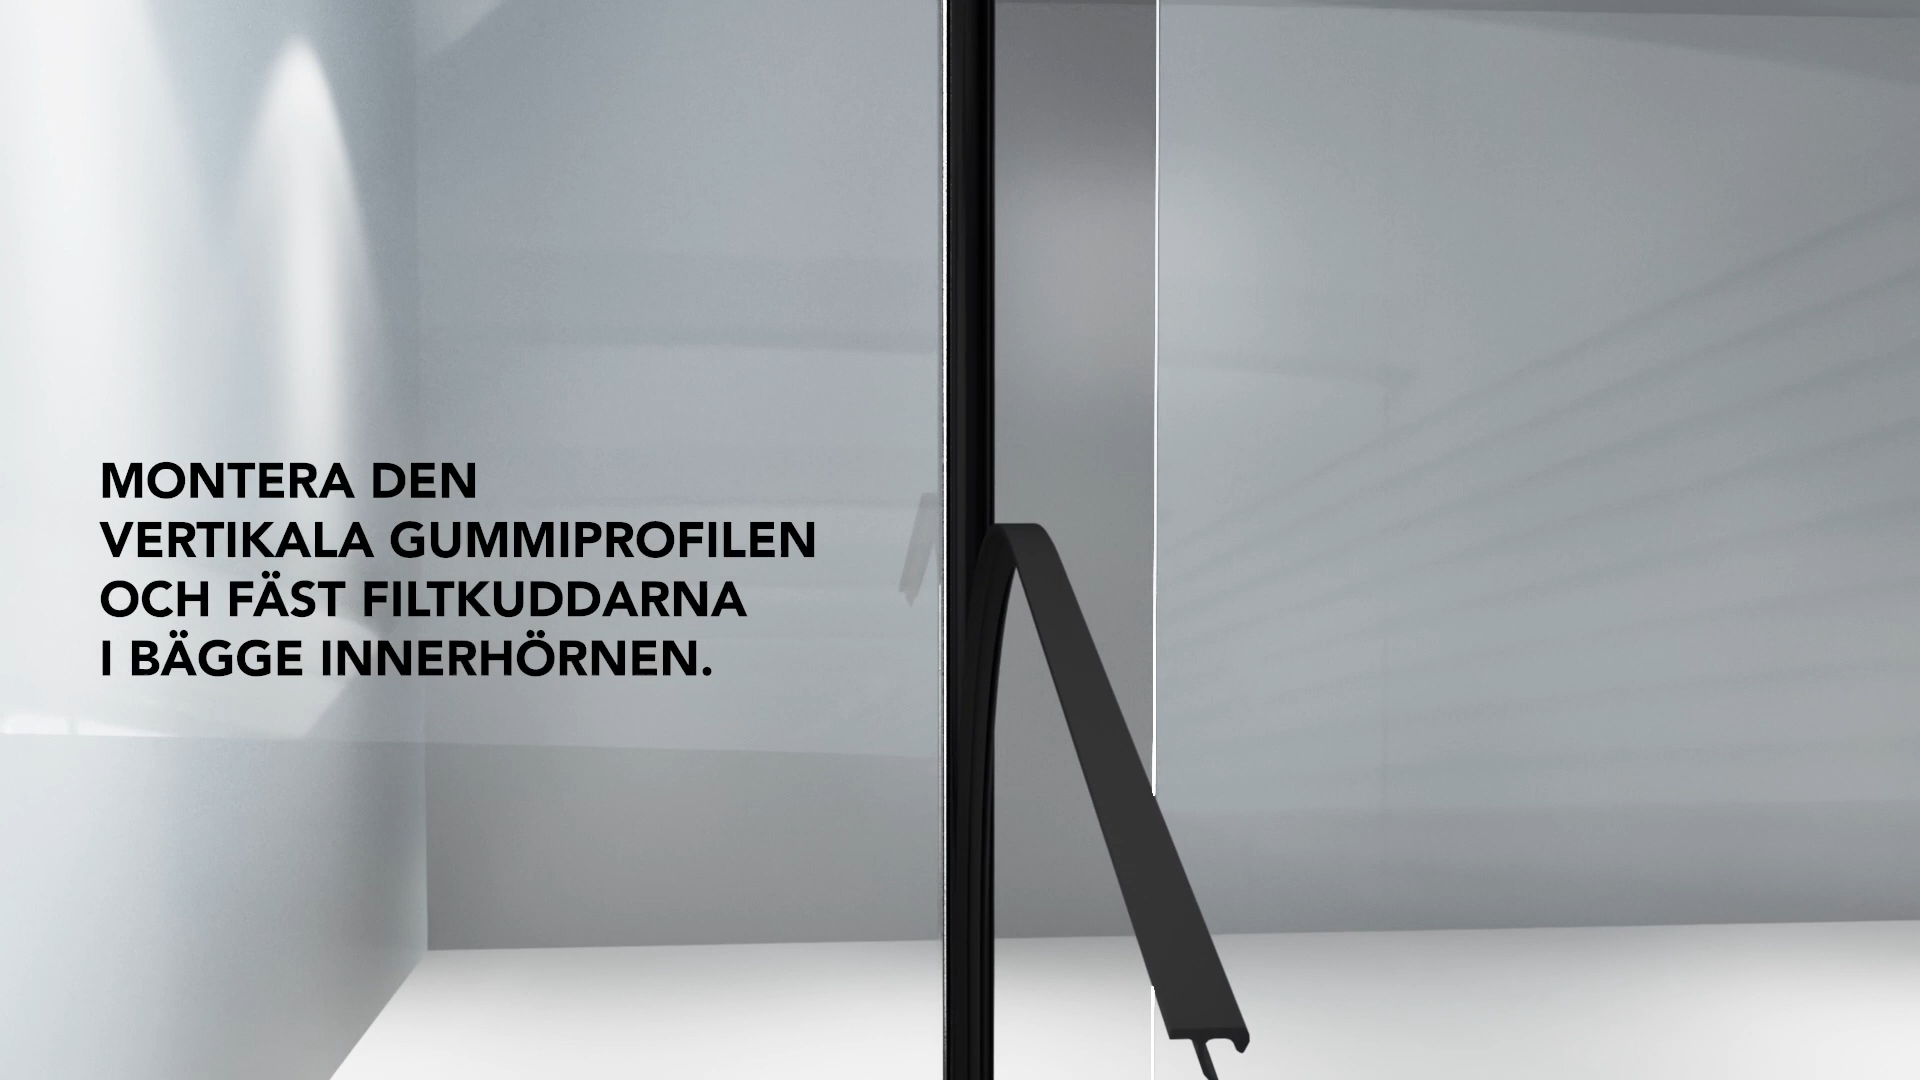 MONTERA DEN
VERTIKALA GUMMIPROFILEN
OCH FÄST FILTKUDDARNA
I BÄGGE INNERHÖRNEN.